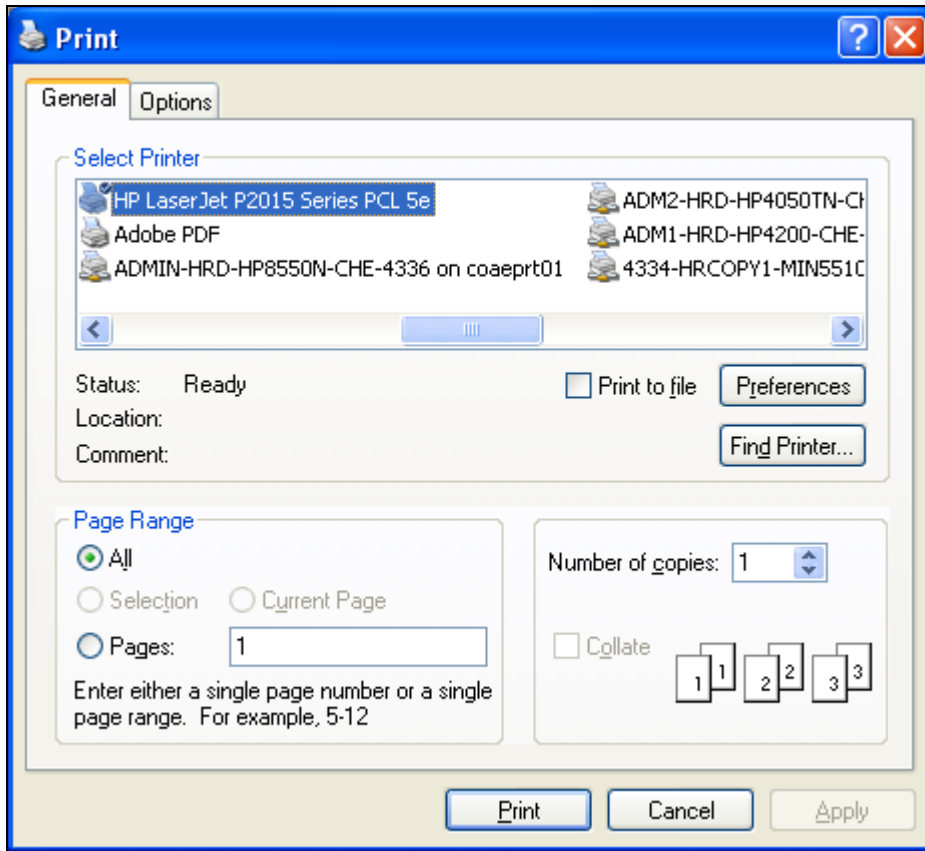 Print
General Options
Select Printer
HP LaserJet P2015 Series PCL 5e
Adobe PDF
ADMIN-HRD-HP8550N-CHE-4336 on coaeprt01
ADM2-HRD-HP4050TN-CH
ADM1-HRD-HP4200-CHE-
4334-HRCOPY1-MIN551C
Status: Ready
Print to file
Preferences
Location:
Comment:
Find Printer...
Page Range
All
Selection Current Page
Pages: 1
Enter either a single page number or a single
page range. For example, 5-12
Number of copies: 1
Collate
1 1 2 2 3 3
Print Cancel Apply